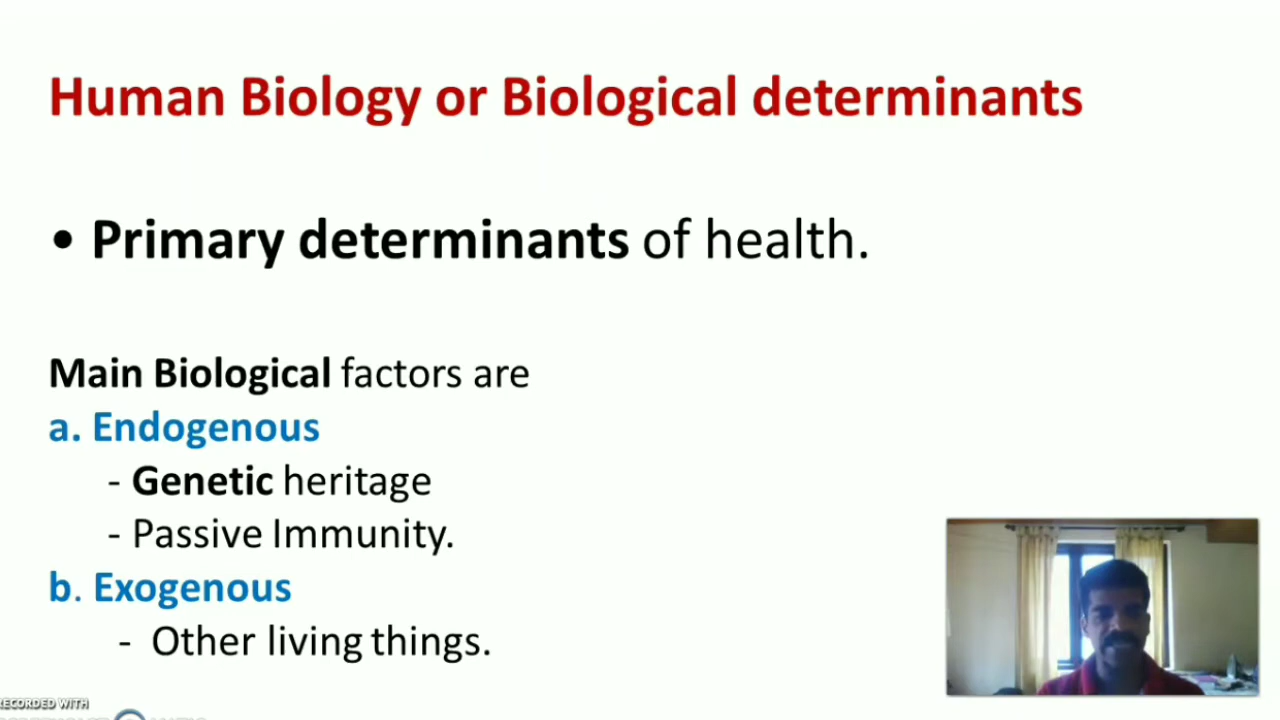 Human Biology or Biological determinants
• Primary determinants of health.
Main Biological factors are
a. Endogenous
- Genetic heritage
- Passive Immunity.
b. Exogenous
- Other living things.
RECORDED WITH